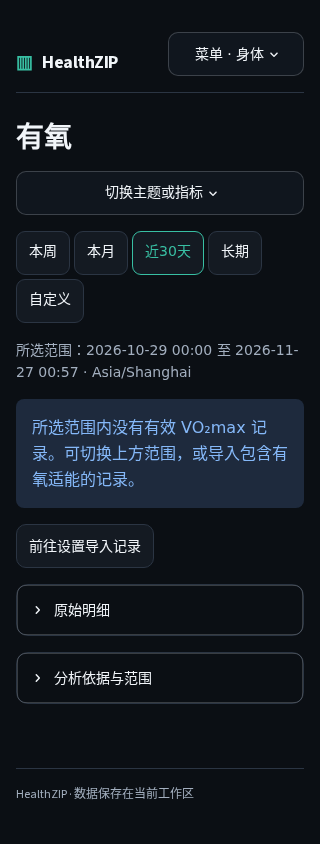 HealthZIP
菜单 · 身体
有氧
切换主题或指标
本周
本月
近30天
长期
自定义
所选范围：2026-10-29 00:00 至 2026-11-
27 00:57 · Asia/Shanghai
所选范围内没有有效 VO₂max 记
录。可切换上方范围，或导入包含有
氧适能的记录。
前往设置导入记录
原始明细
分析依据与范围
HealthZIP · 数据保存在当前工作区